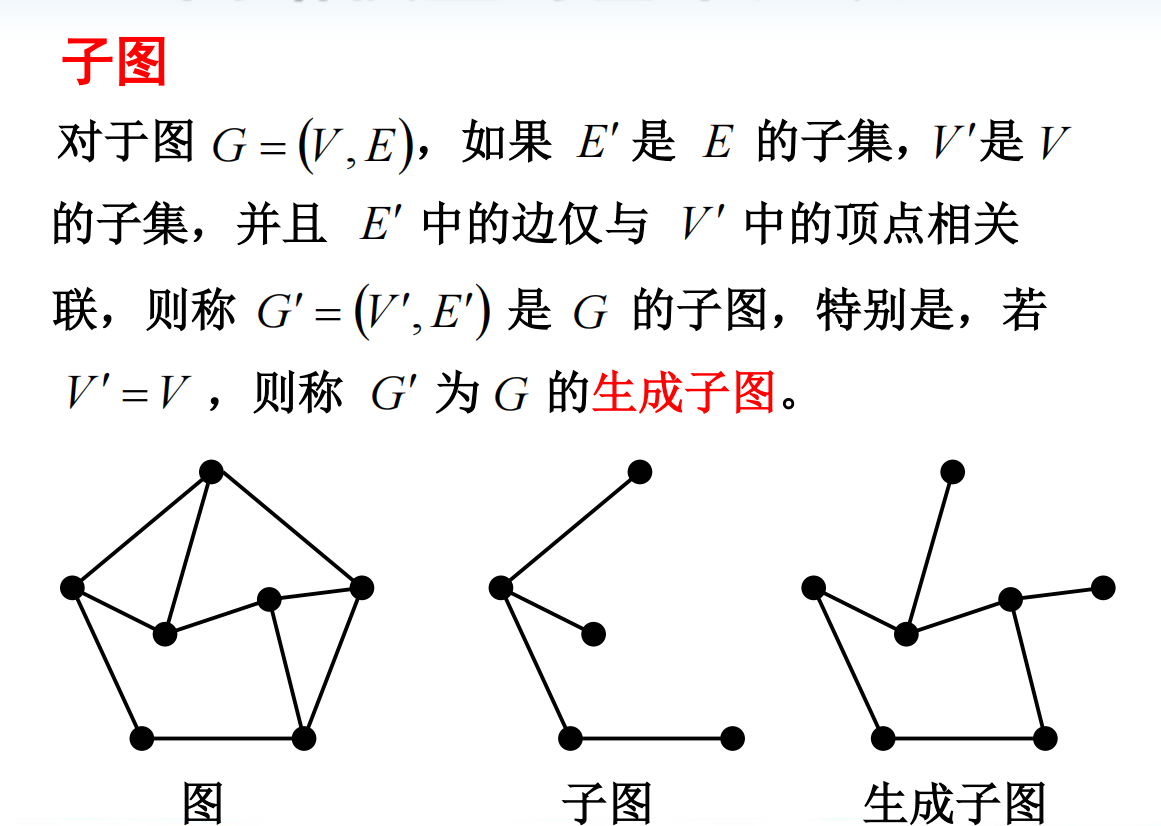 子图
对于图 G = (V, E)，如果 E′ 是 E 的子集，V′是 V
的子集，并且 E′ 中的边仅与 V′ 中的顶点相关
联，则称 G′ = (V′, E′) 是 G 的子图，特别是，若
V′ = V ，则称 G′ 为 G 的生成子图。
图 子图 生成子图